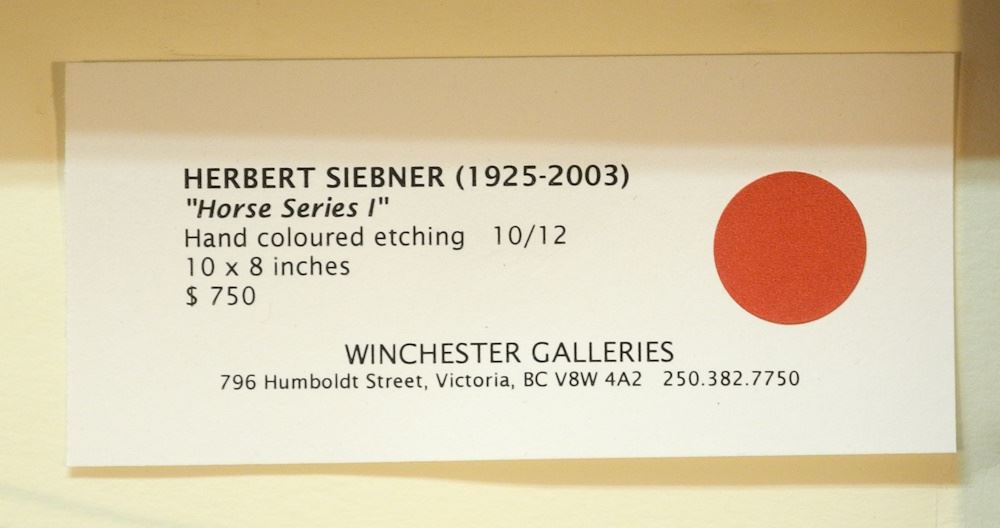 HERBERT SIEBNER (1925-2003)
"Horse Series I"
Hand coloured etching 10/12
10 x 8 inches
$ 750
WINCHESTER GALLERIES
796 Humboldt Street, Victoria, BC V8W 4A2 250.382.7750